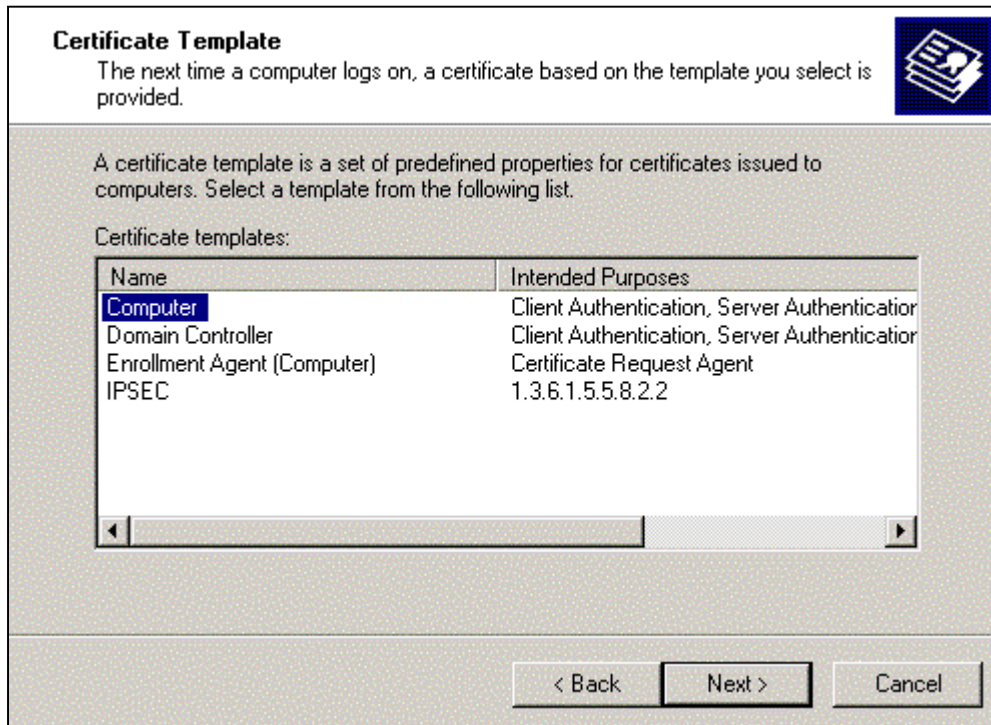 Certificate Template
The next time a computer logs on, a certificate based on the template you select is
provided.
A certificate template is a set of predefined properties for certificates issued to
computers. Select a template from the following list.
Certificate templates:
Name Intended Purposes
Computer Client Authentication, Server Authentication
Domain Controller Client Authentication, Server Authentication
Enrollment Agent (Computer) Certificate Request Agent
IPSEC 1.3.6.1.5.5.8.2.2
< Back Next > Cancel